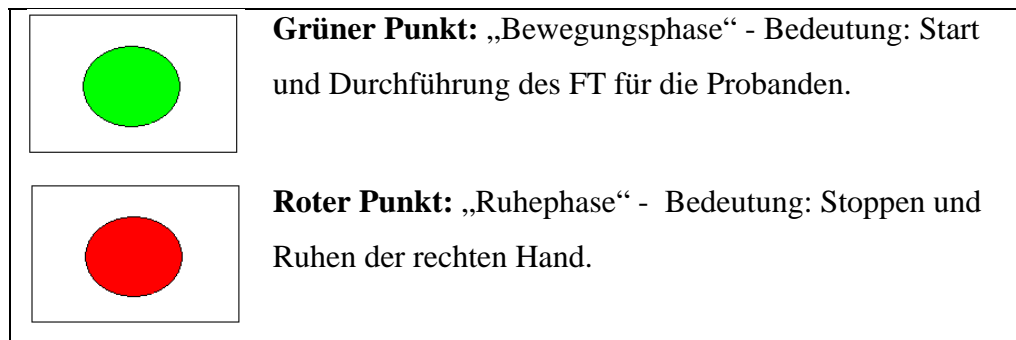 Grüner Punkt: „Bewegungsphase“ - Bedeutung: Start
und Durchführung des FT für die Probanden.
Roter Punkt: „Ruhephase“ - Bedeutung: Stoppen und
Ruhen der rechten Hand.